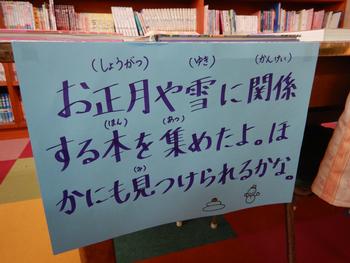 (しょうがつ) (ゆき) (かんけい)
お正月や雪に関係
(ほん) (あつ)
する本を集めたよ。ほ
(み)
かにも見つけられるかな。